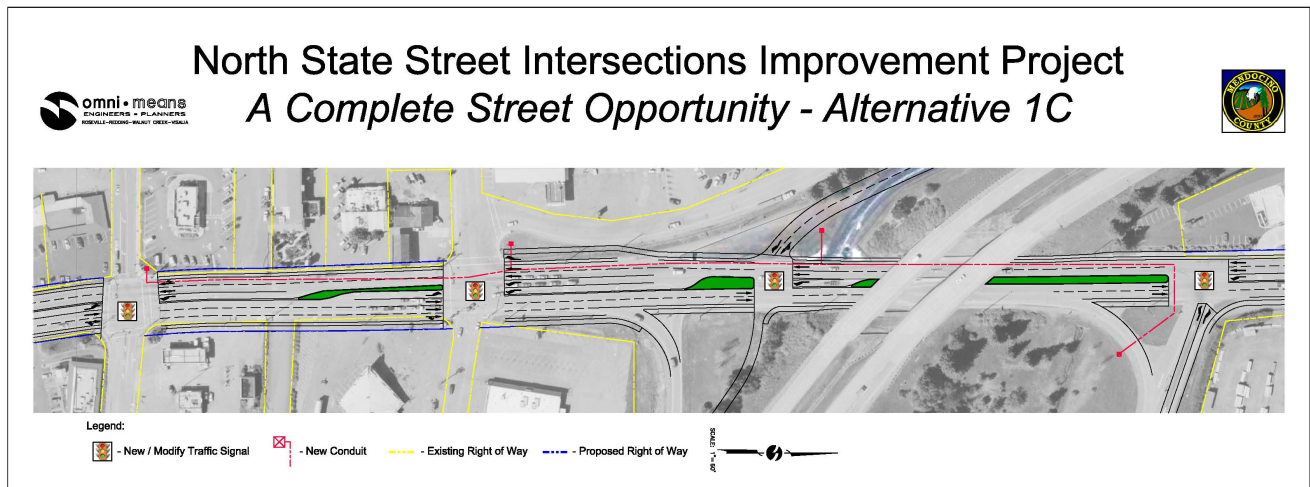 North State Street Intersections Improvement Project
A Complete Street Opportunity - Alternative 1C
omni • means
ENGINEERS • PLANNERS
ROSEVILLE-REDDING-WALNUT CREEK-VISALIA
MENDOCINO
COUNTY
Legend:
- New / Modify Traffic Signal
- New Conduit
- Existing Right of Way
- Proposed Right of Way
SCALE: 1" = 60'